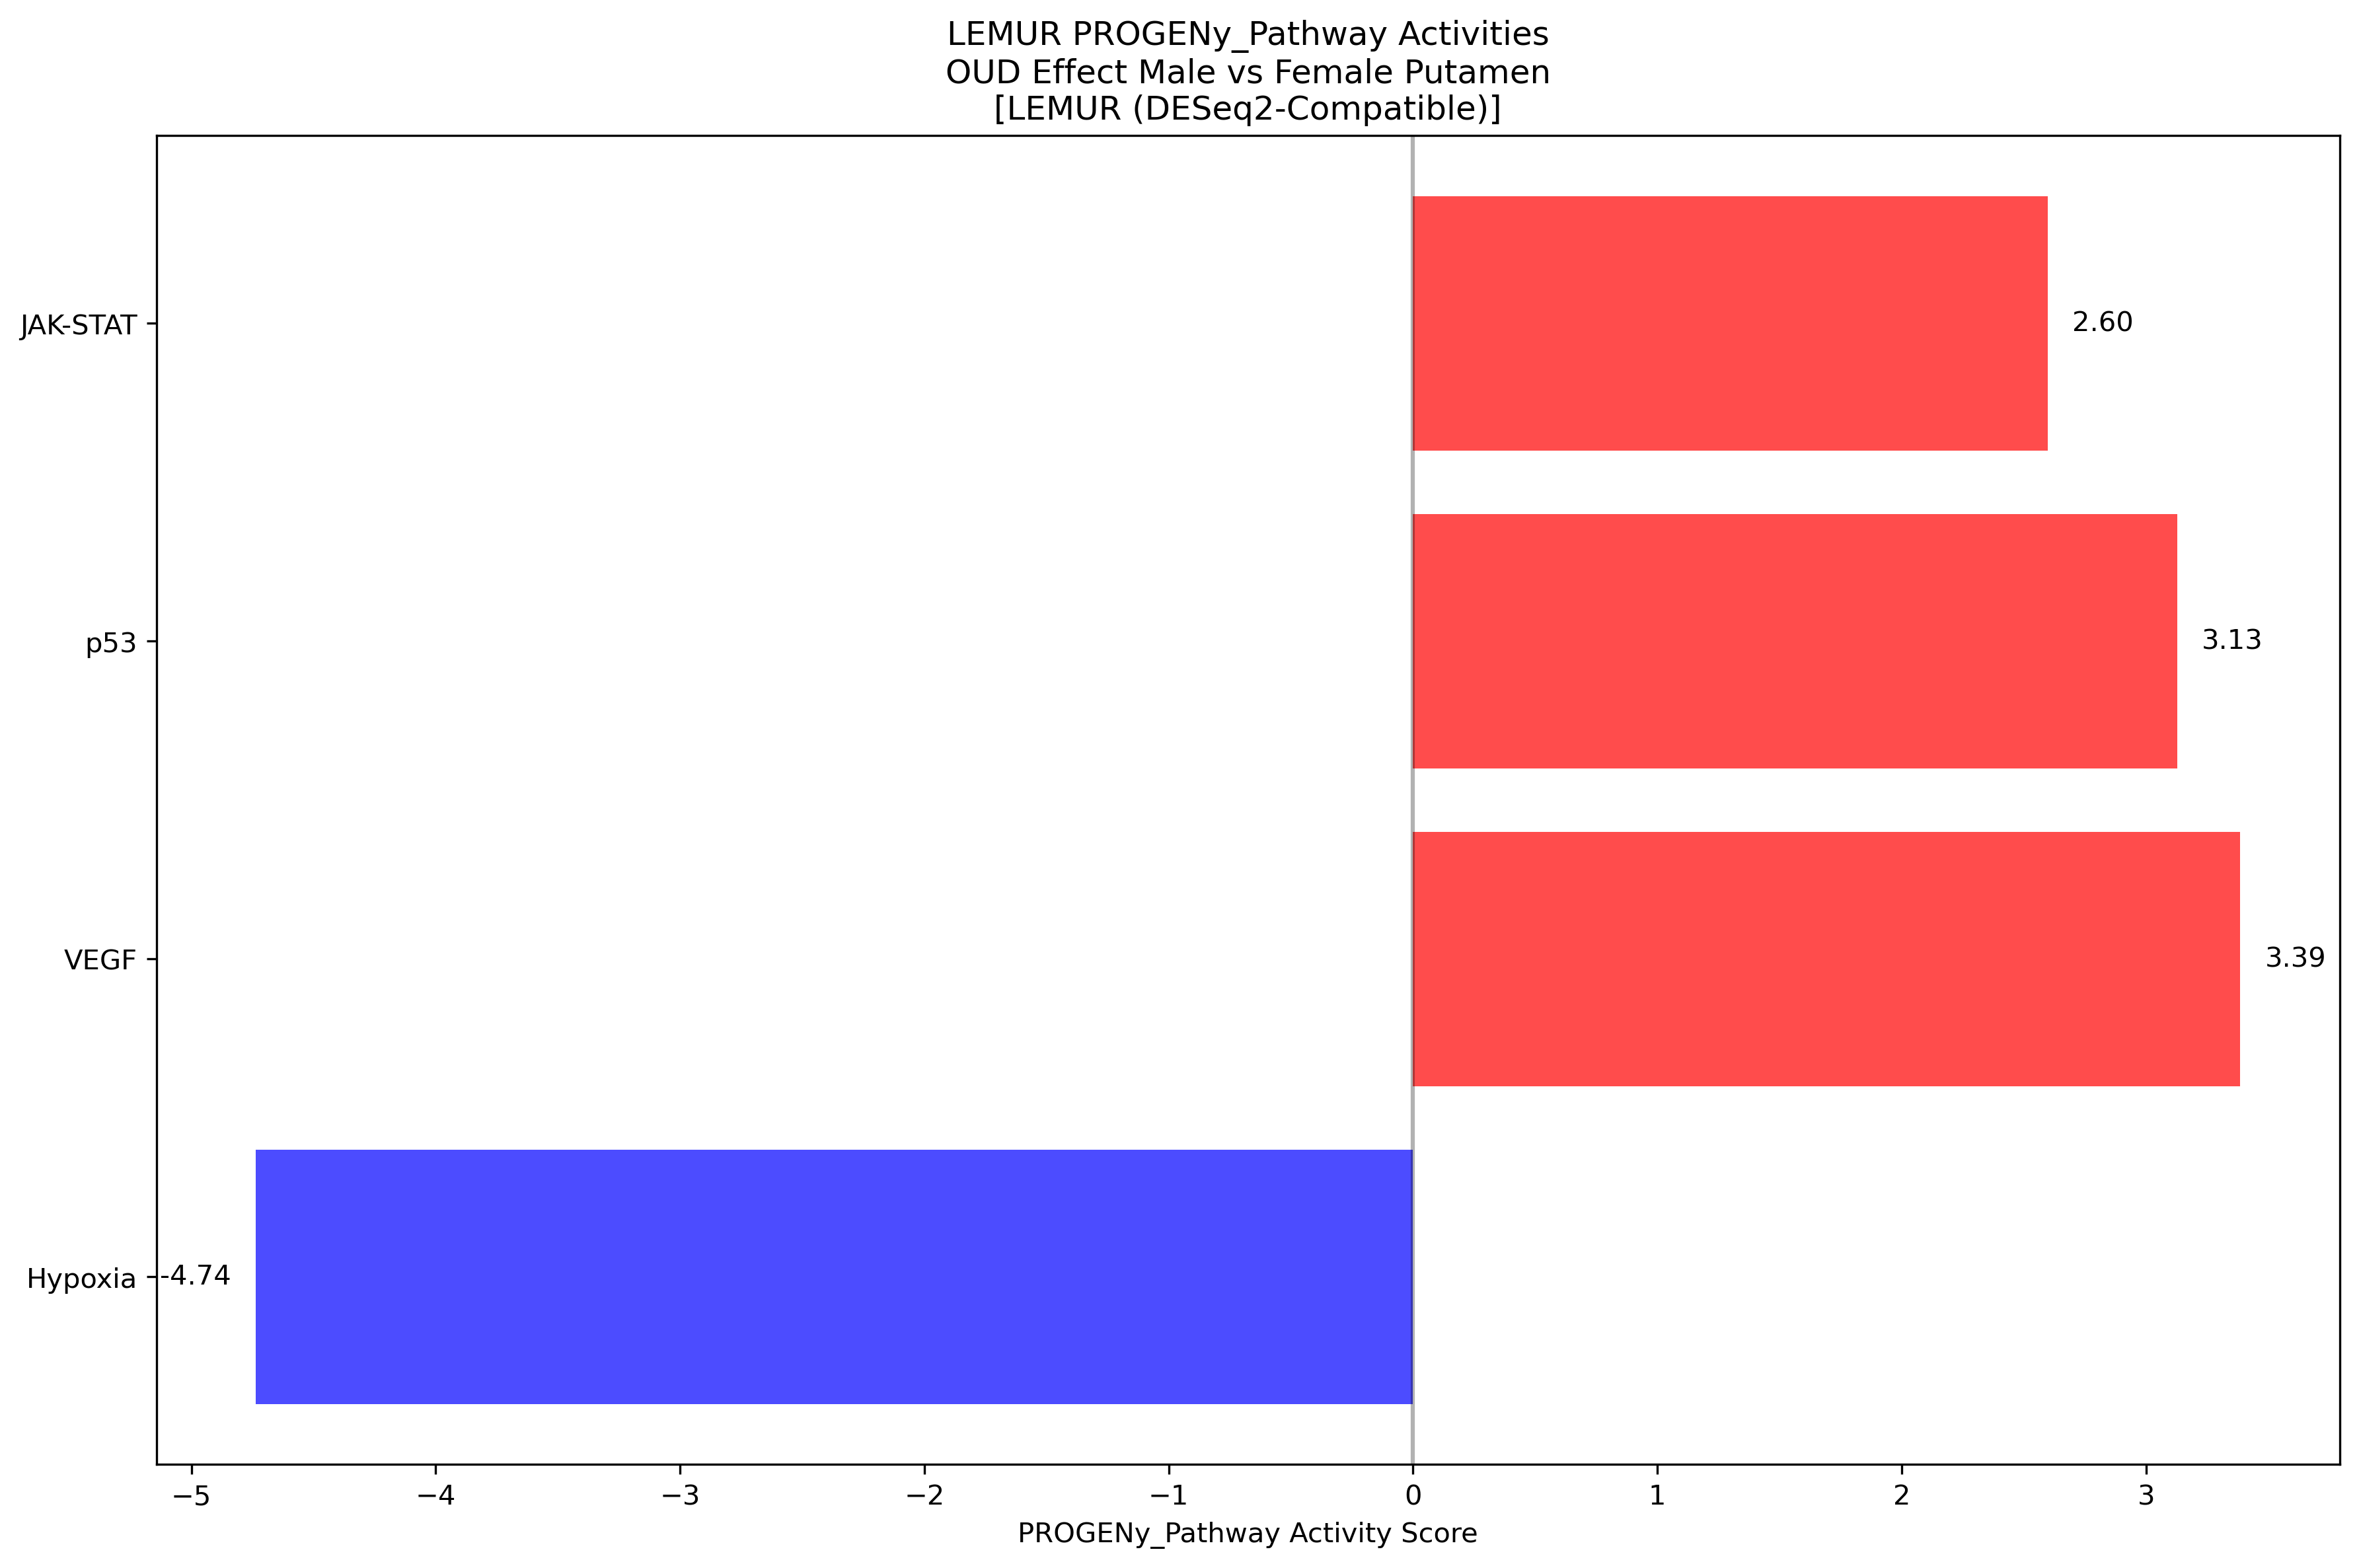 LEMUR PROGENy_Pathway Activities
OUD Effect Male vs Female Putamen
[LEMUR (DESeq2-Compatible)]
JAK-STAT
2.60
p53
3.13
VEGF
3.39
Hypoxia
-4.74
−5 −4 −3 −2 −1 0 1 2 3
PROGENy_Pathway Activity Score